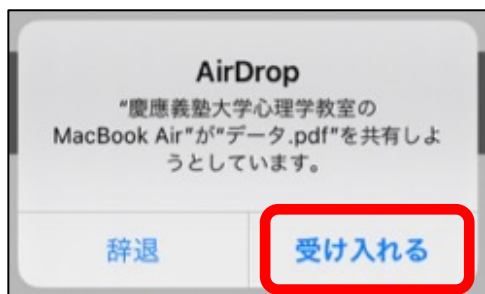 AirDrop
“慶應義塾大学心理学教室の
MacBook Air”が“データ.pdf”を共有しよ
うとしています。
辞退
受け入れる